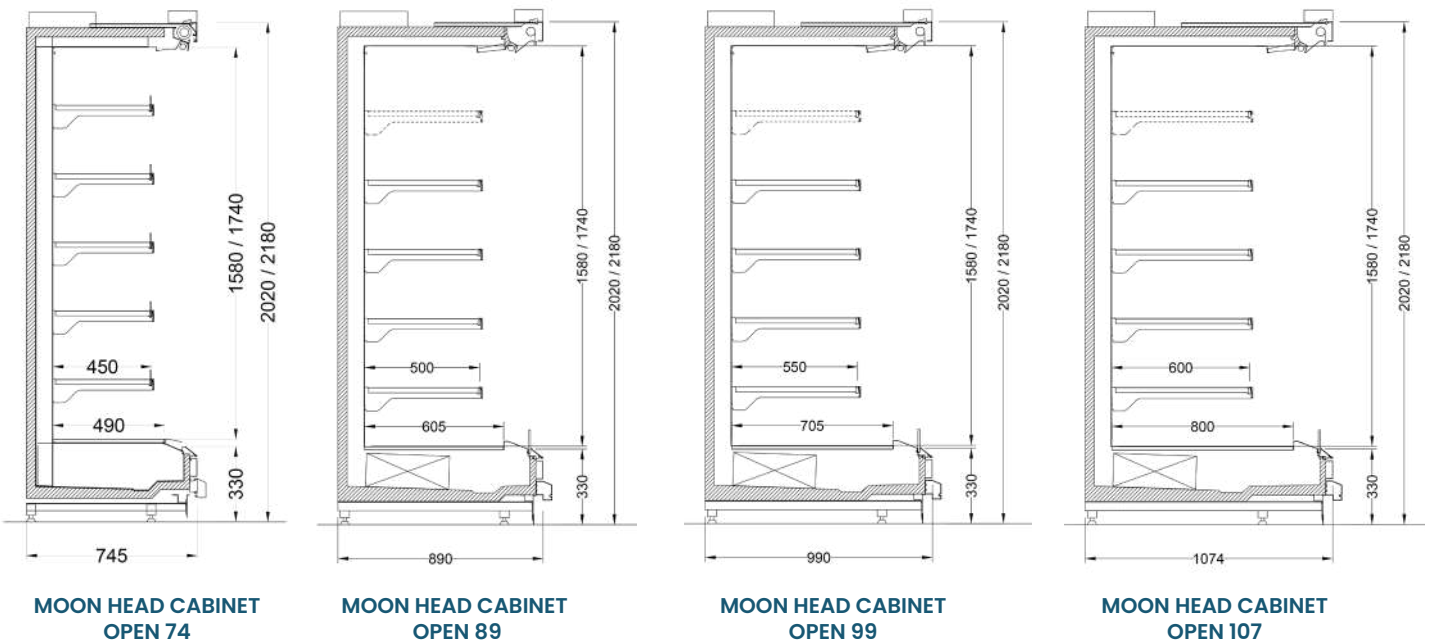 450
490
1580 / 1740
2020 / 2180
330
745
MOON HEAD CABINET
OPEN 74
500
605
1580 / 1740
2020 / 2180
330
890
MOON HEAD CABINET
OPEN 89
550
705
1580 / 1740
2020 / 2180
330
990
MOON HEAD CABINET
OPEN 99
600
800
1580 / 1740
2020 / 2180
330
1074
MOON HEAD CABINET
OPEN 107